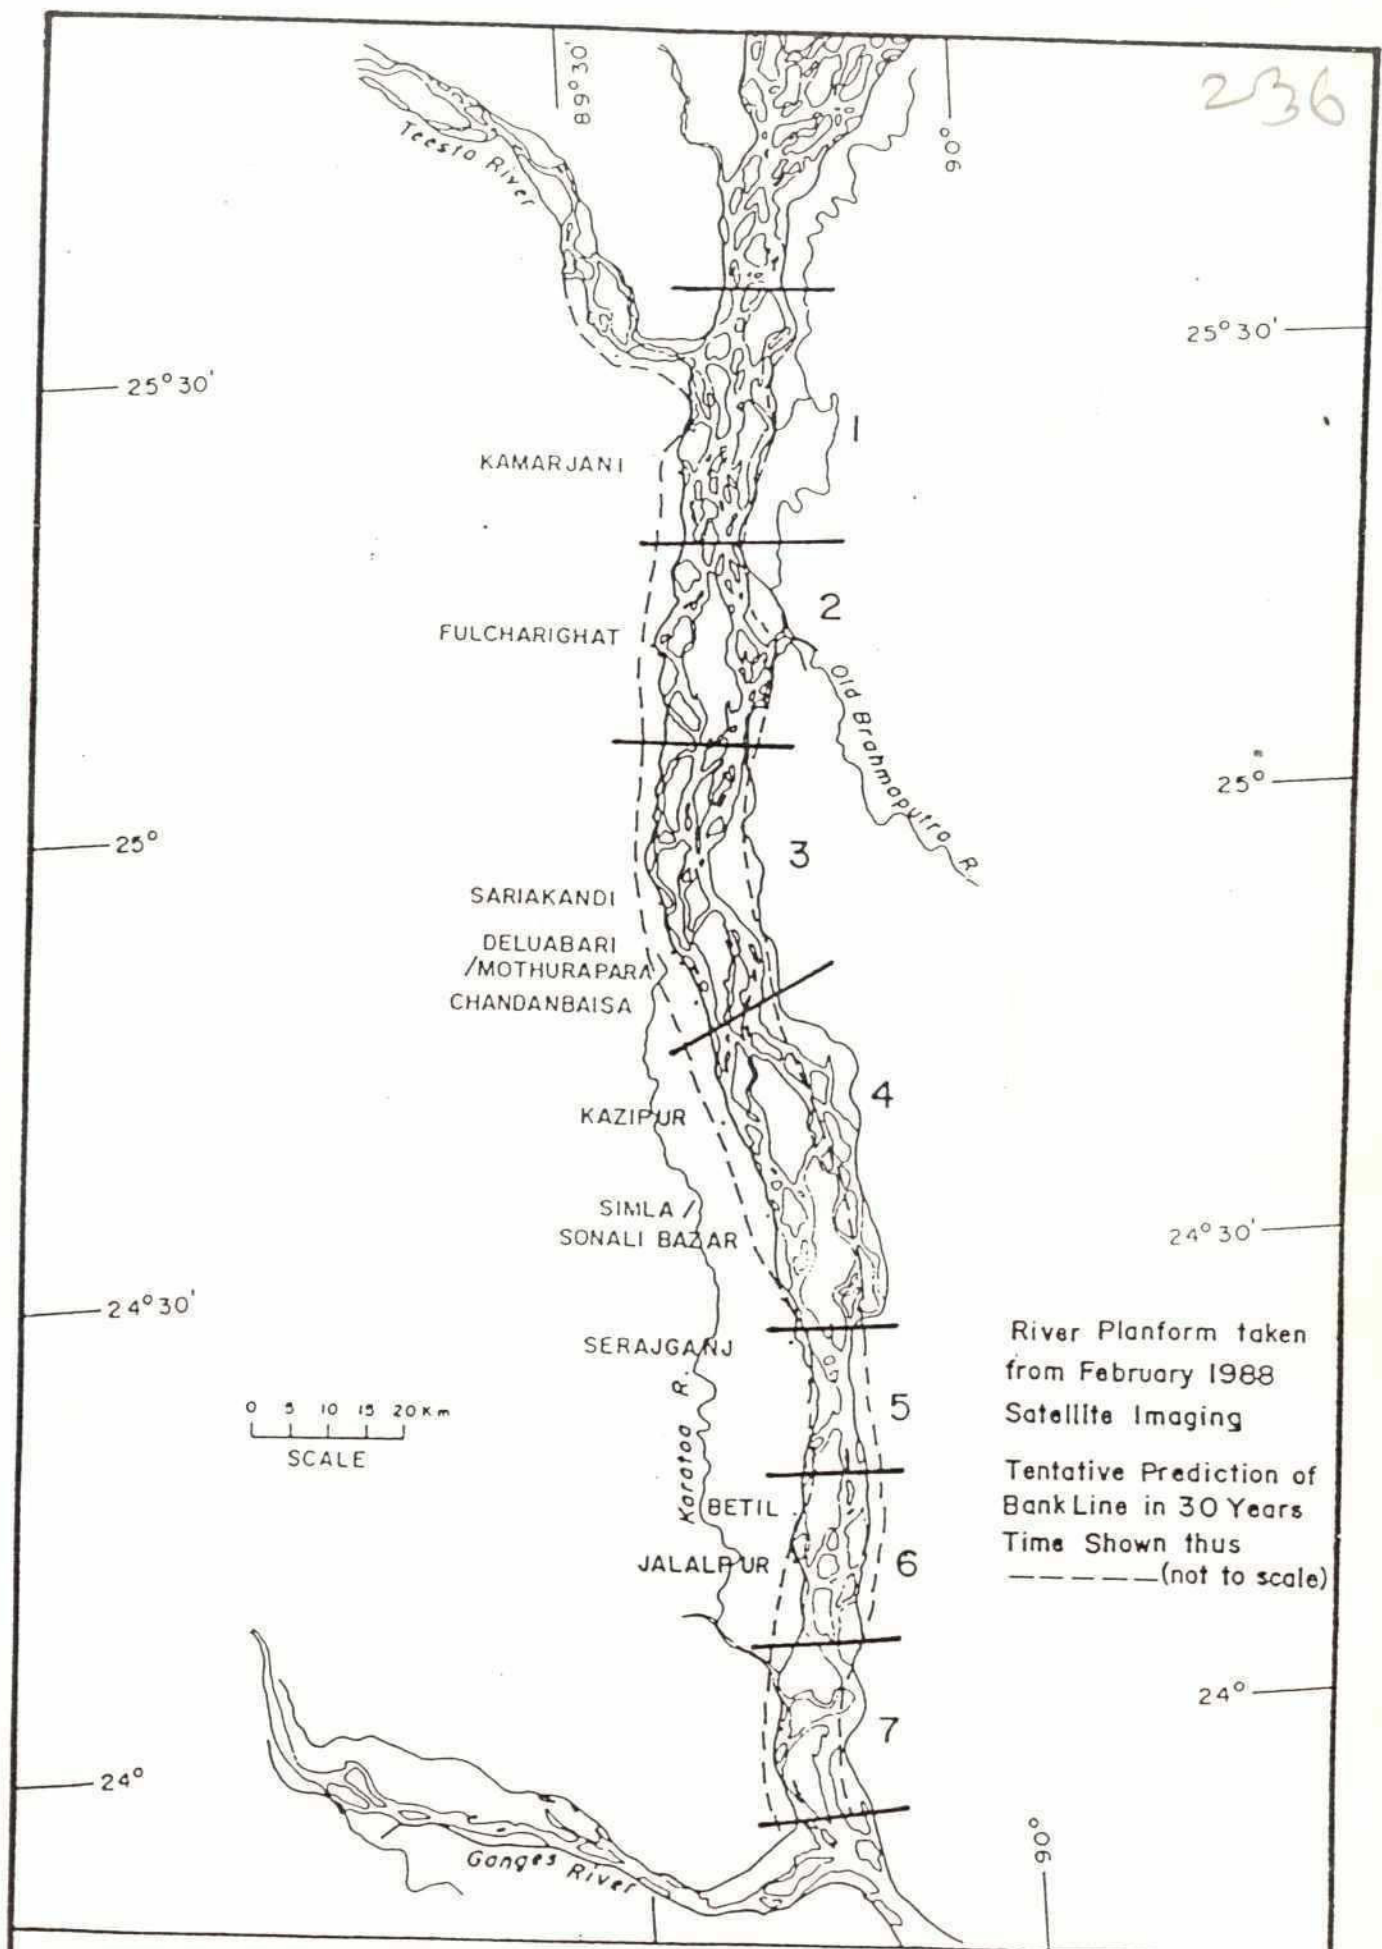 236
89°30'
90°
Teesta River
25°30'
25°30'
1
KAMARJANI
2
FULCHARIGHAT
Old Brahmaputra R.
25°
25°
3
SARIAKANDI
DELUABARI
/MOTHURAPARA
CHANDANBAISA
4
KAZIPUR
SIMLA /
SONALI BAZAR
24°30'
24°30'
River Planform taken
from February 1988
Satellite Imaging
SERAJGANJ
Karatoa R.
5
0 5 10 15 20 Km
SCALE
Tentative Prediction of
Bank Line in 30 Years
Time Shown thus
(not to scale)
BETIL
JALALPUR
6
24°
24°
7
Ganges River
90°